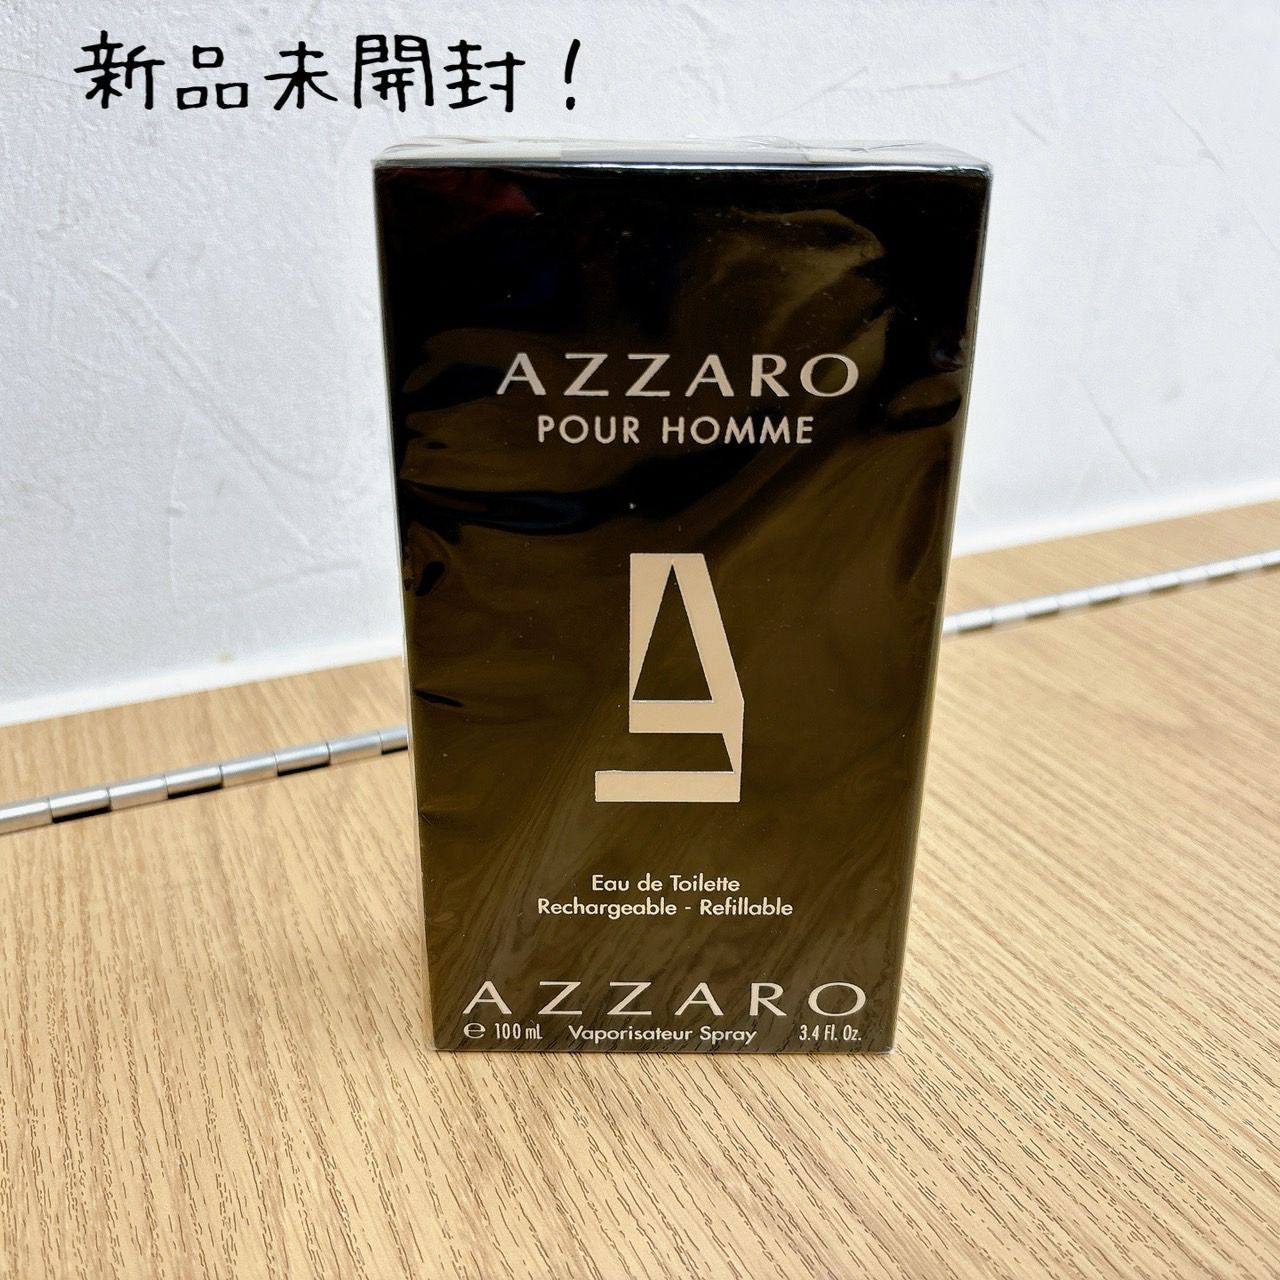 新品未開封！
AZZARO
POUR HOMME
Eau de Toilette
Rechargeable - Refillable
AZZARO
℮ 100 mL Vaporisateur Spray 3.4 Fl. Oz.